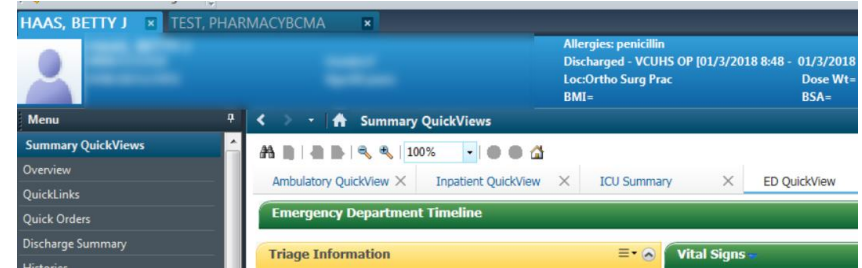 HAAS, BETTY J TEST, PHARMACYBCMA
Allergies: penicillin
Discharged - VCUHS OP [01/3/2018 8:48 - 01/3/2018
Loc:Ortho Surg Prac Dose Wt=
BMI= BSA=
Menu
Summary QuickViews
Overview
QuickLinks
Quick Orders
Discharge Summary
Histories
Summary QuickViews
100%
Ambulatory QuickView Inpatient QuickView ICU Summary ED QuickView
Emergency Department Timeline
Triage Information Vital Signs